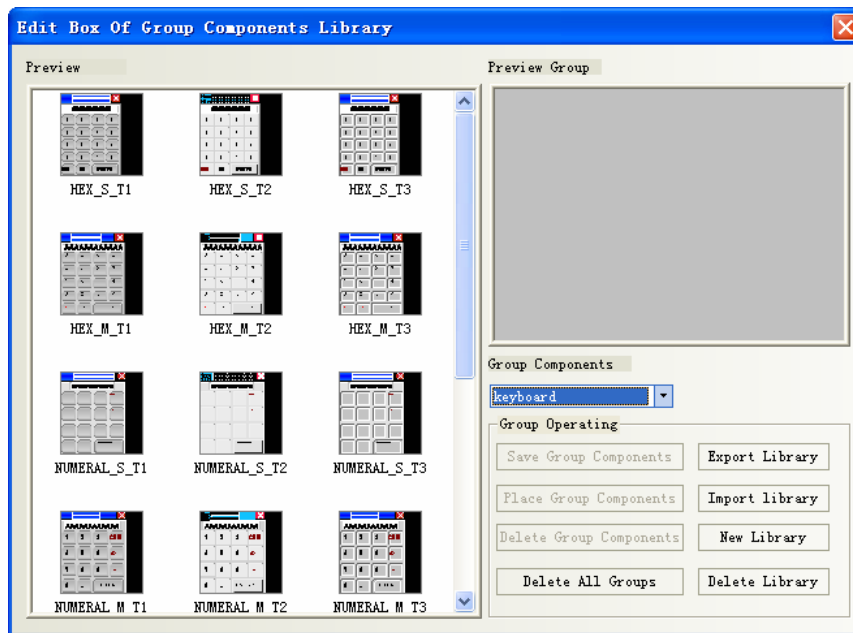 Edit Box Of Group Components Library
Preview
HEX_S_T1
HEX_S_T2
HEX_S_T3
HEX_M_T1
HEX_M_T2
HEX_M_T3
NUMERAL_S_T1
NUMERAL_S_T2
NUMERAL_S_T3
NUMERAL_M_T1
NUMERAL_M_T2
NUMERAL_M_T3
Preview Group
Group Components
keyboard
Group Operating
Save Group Components
Export Library
Place Group Components
Import library
Delete Group Components
New Library
Delete All Groups
Delete Library